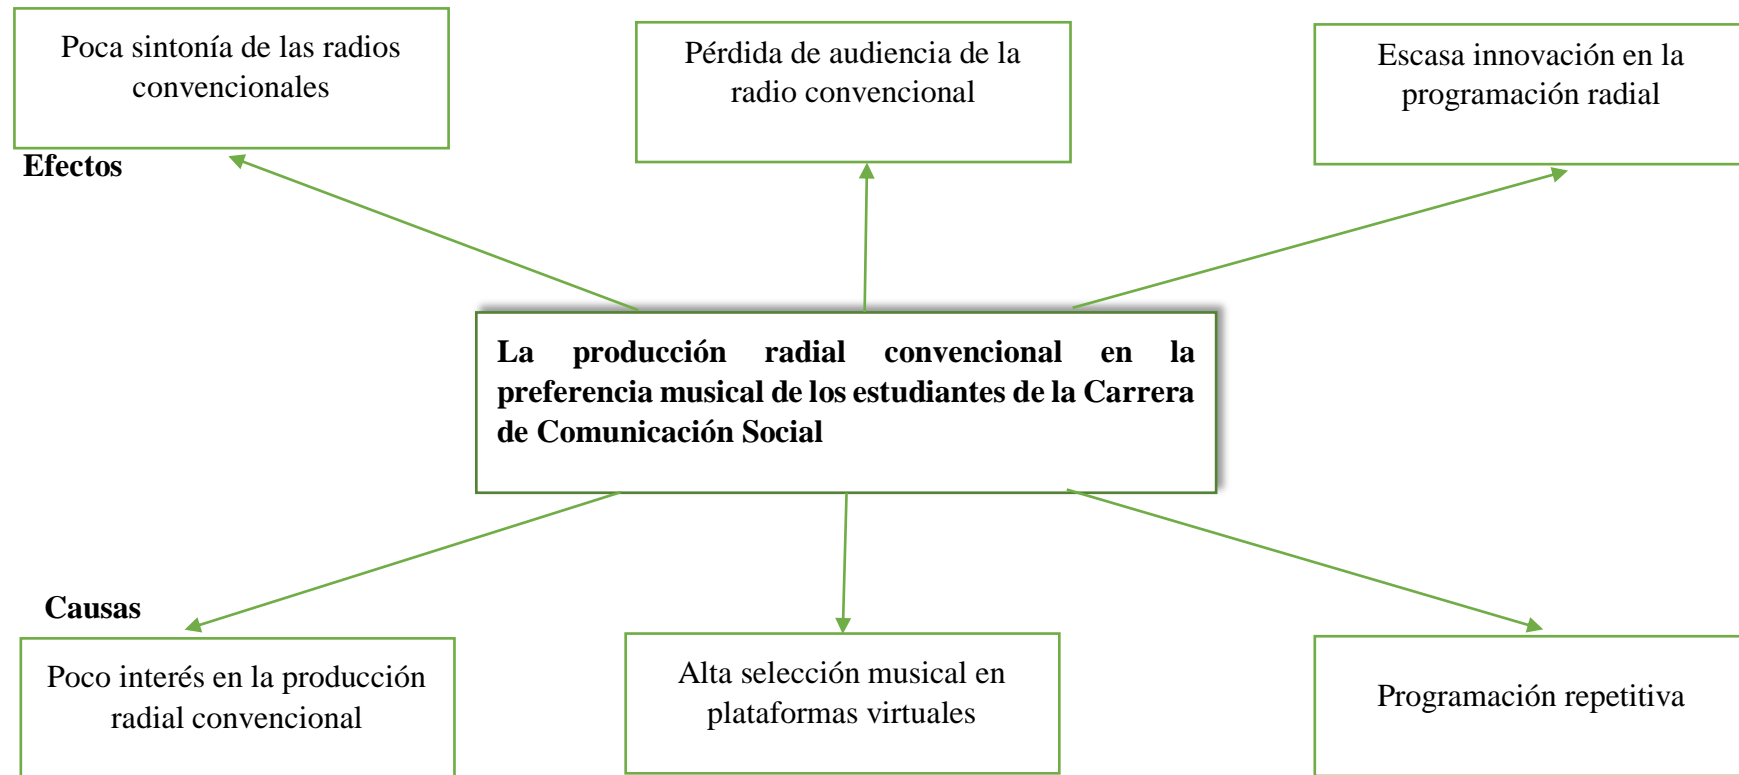 Poca sintonía de las radios
convencionales
Pérdida de audiencia de la
radio convencional
Escasa innovación en la
programación radial
Efectos
La producción radial convencional en la
preferencia musical de los estudiantes de la Carrera
de Comunicación Social
Causas
Poco interés en la producción
radial convencional
Alta selección musical en
plataformas virtuales
Programación repetitiva